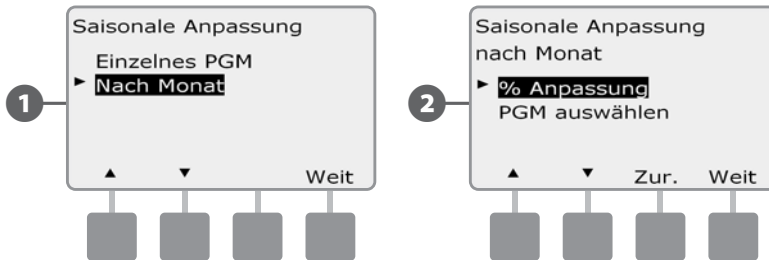 1
Saisonale Anpassung
Einzelnes PGM
► Nach Monat
▲ ▼ Weit
2
Saisonale Anpassung
nach Monat
► % Anpassung
PGM auswählen
▲ ▼ Zur. Weit